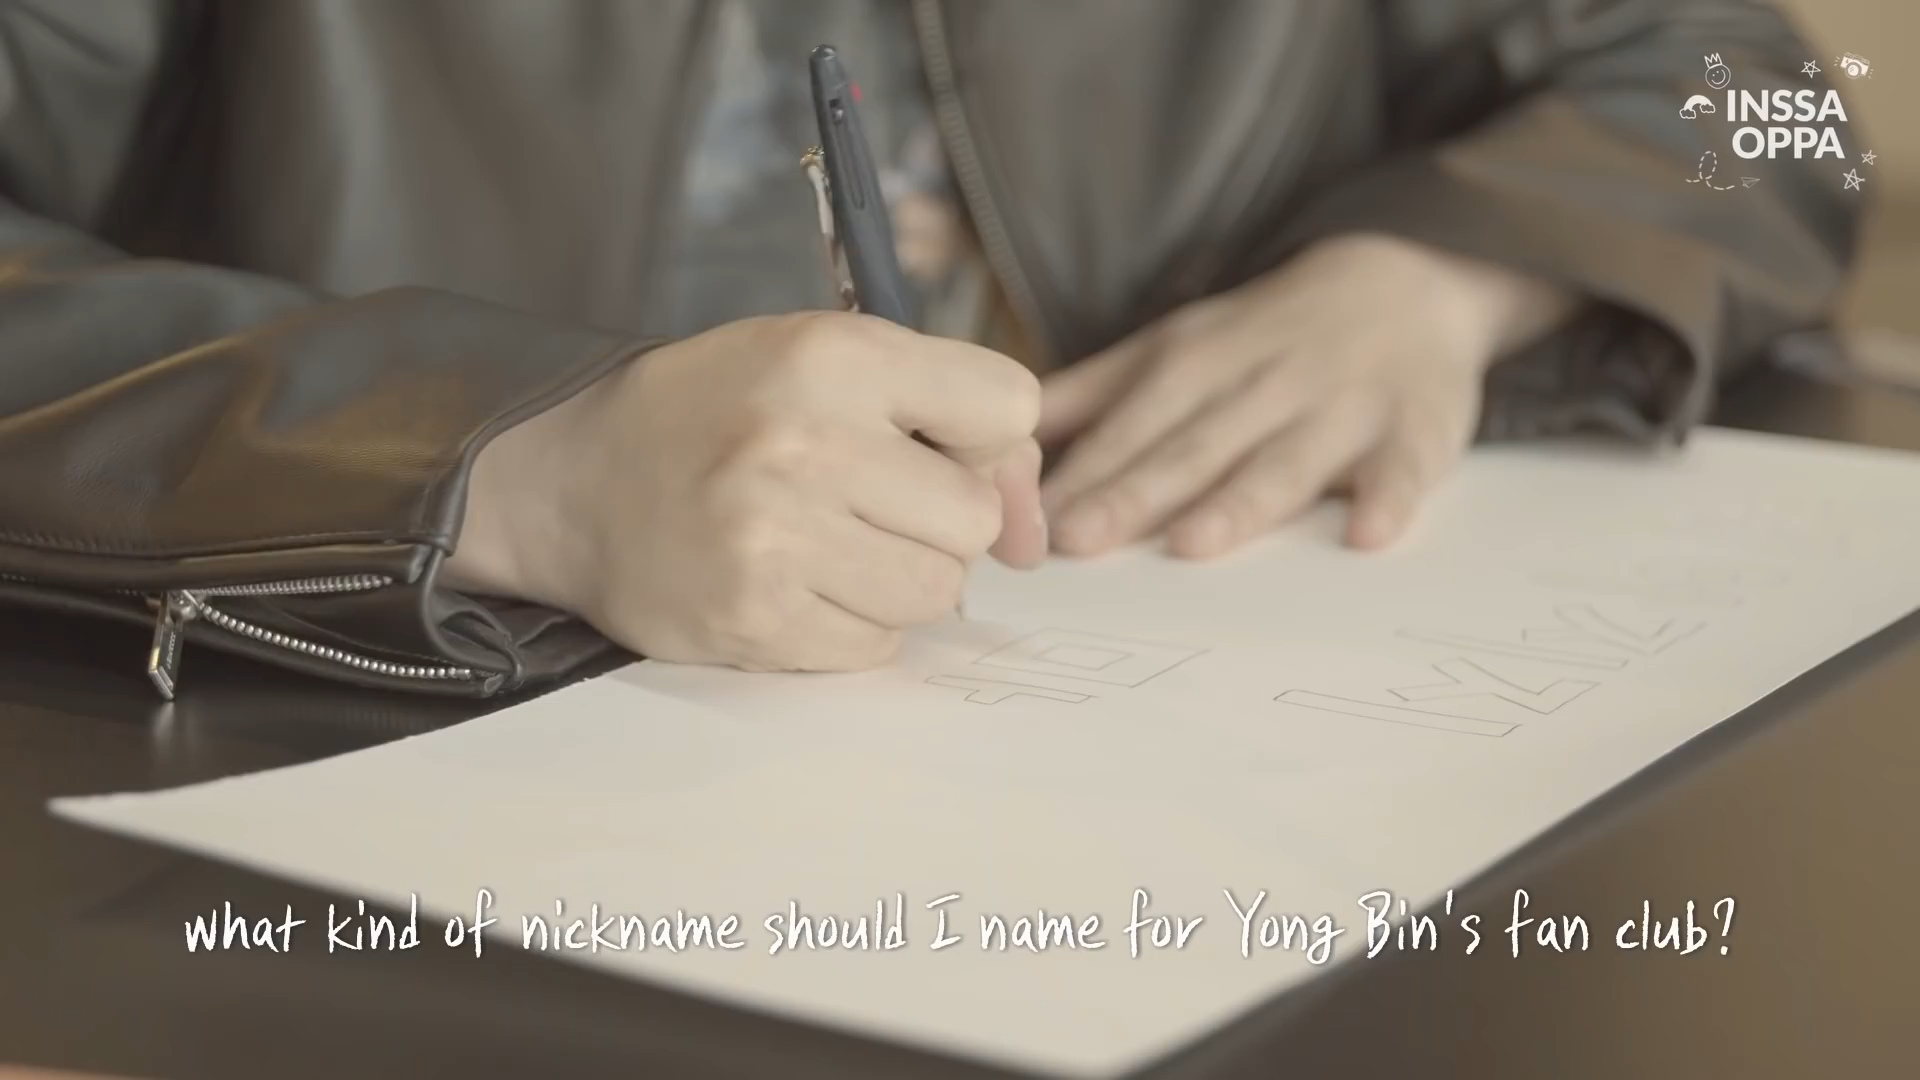 INSSA
OPPA
what kind of nickname should I name for Yong Bin's fan club?